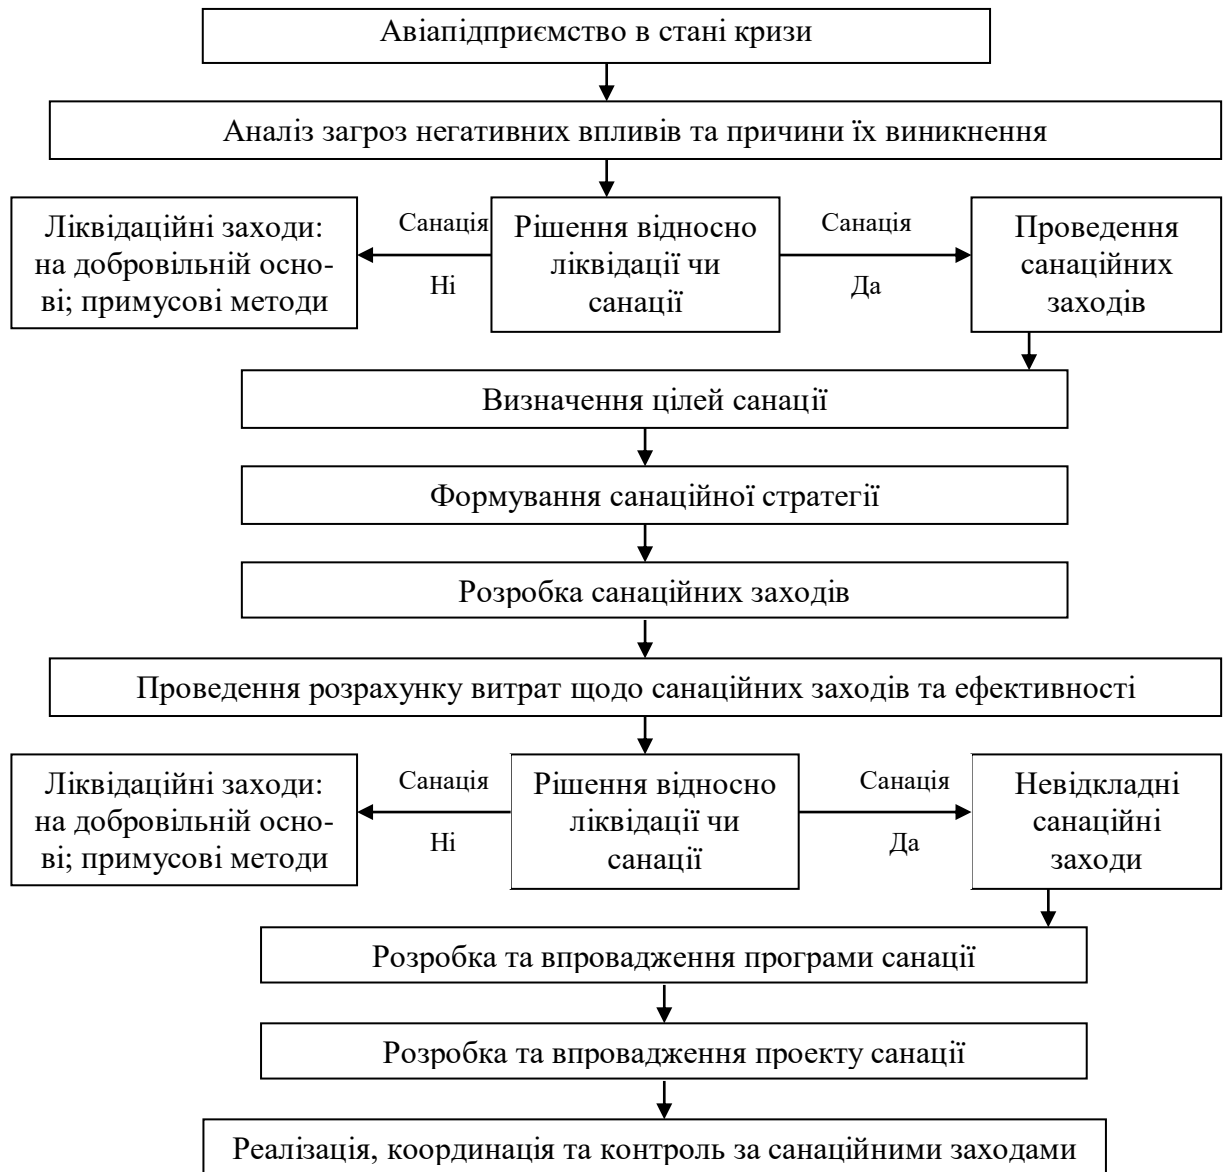 Авіапідприємство в стані кризи
Аналіз загроз негативних впливів та причини їх виникнення
Ліквідаційні заходи:
на добровільній осно-
ві; примусові методи
Санація
Ні
Рішення відносно
ліквідації чи
санації
Санація
Да
Проведення
санаційних
заходів
Визначення цілей санації
Формування санаційної стратегії
Розробка санаційних заходів
Проведення розрахунку витрат щодо санаційних заходів та ефективності
Ліквідаційні заходи:
на добровільній осно-
ві; примусові методи
Санація
Ні
Рішення відносно
ліквідації чи
санації
Санація
Да
Невідкладні
санаційні
заходи
Розробка та впровадження програми санації
Розробка та впровадження проекту санації
Реалізація, координація та контроль за санаційними заходами